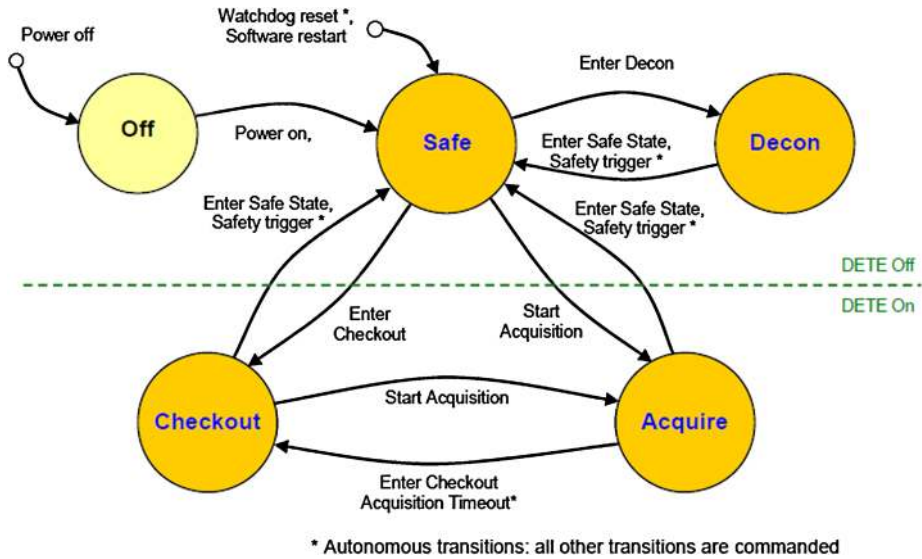 Power off
Watchdog reset *,
Software restart
Enter Decon
Off
Power on,
Safe
Enter Safe State,
Safety trigger *
Decon
Enter Safe State,
Safety trigger *
Enter Safe State,
Safety trigger *
DETE Off
DETE On
Enter
Checkout
Start
Acquisition
Checkout
Start Acquisition
Acquire
Enter Checkout
Acquisition Timeout*
* Autonomous transitions; all other transitions are commanded